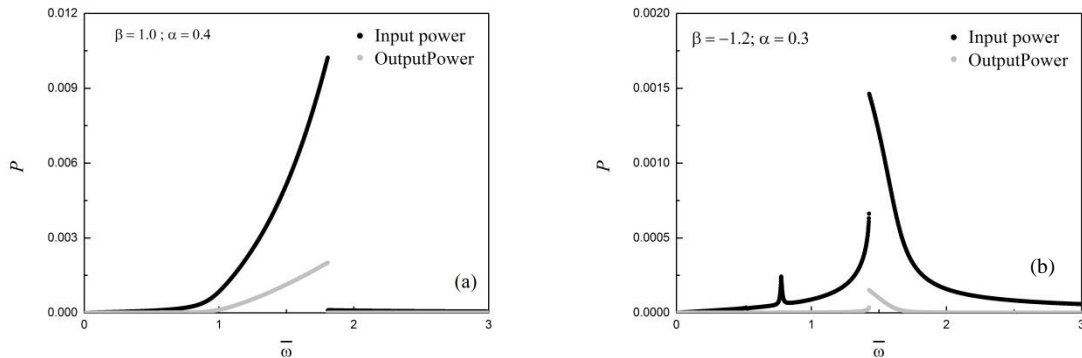 0.012
0.009
0.006
0.003
0.000
P
β = 1.0 ; α = 0.4
Input power
OutputPower
(a)
0
1
2
3
ω̅
0.0020
0.0015
0.0010
0.0005
0.0000
P
β = −1.2; α = 0.3
Input power
OutputPower
(b)
0
1
2
3
ω̅